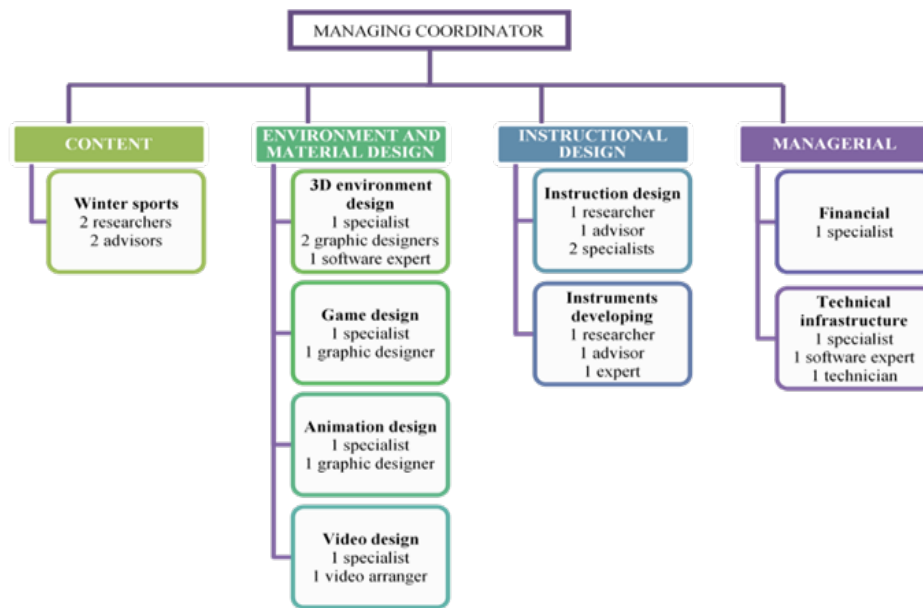 MANAGING COORDINATOR
CONTENT
Winter sports
2 researchers
2 advisors
ENVIRONMENT AND
MATERIAL DESIGN
3D environment
design
1 specialist
2 graphic designers
1 software expert
Game design
1 specialist
1 graphic designer
Animation design
1 specialist
1 graphic designer
Video design
1 specialist
1 video arranger
INSTRUCTIONAL
DESIGN
Instruction design
1 researcher
1 advisor
2 specialists
Instruments
developing
1 researcher
1 advisor
1 expert
MANAGERIAL
Financial
1 specialist
Technical
infrastructure
1 specialist
1 software expert
1 technician